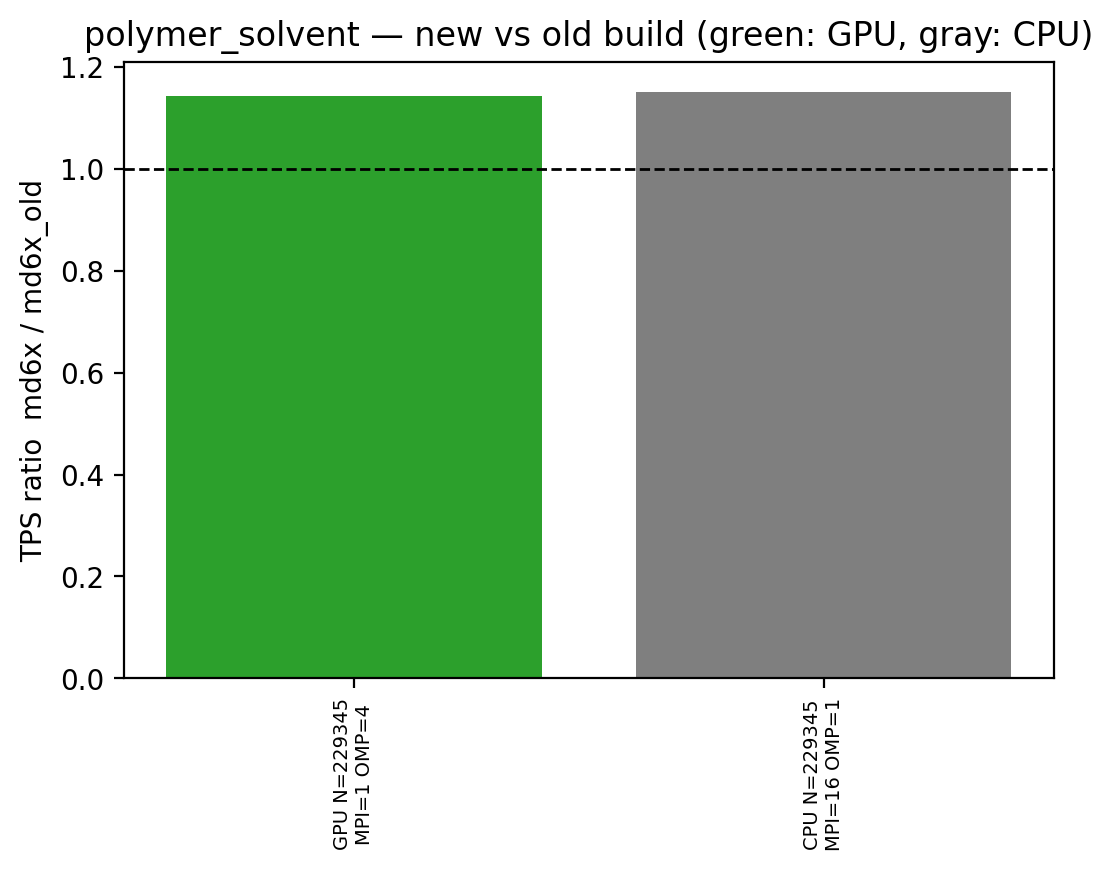 polymer_solvent — new vs old build (green: GPU, gray: CPU)
1.2
1.0
0.8
0.6
0.4
0.2
0.0
TPS ratio  md6x / md6x_old
GPU N=229345
MPI=1 OMP=4
CPU N=229345
MPI=16 OMP=1